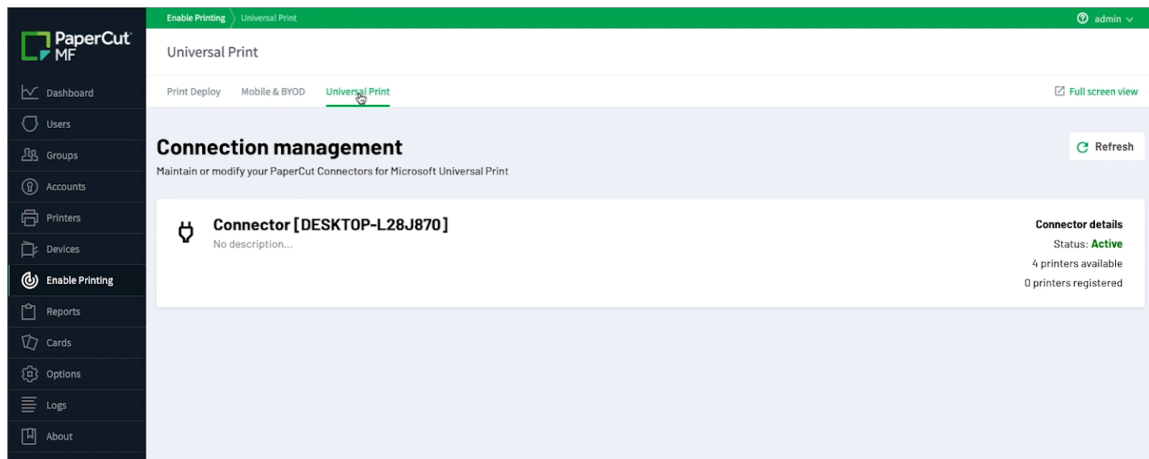 Enable Printing Universal Print
admin
PaperCut
MF
Universal Print
Print Deploy Mobile & BYOD Universal Print
Full screen view
Dashboard
Users
Groups
Accounts
Printers
Devices
Enable Printing
Reports
Cards
Options
Logs
About
Connection management
Refresh
Maintain or modify your PaperCut Connectors for Microsoft Universal Print
Connector [DESKTOP-L28J870]
No description...
Connector details
Status: Active
4 printers available
0 printers registered